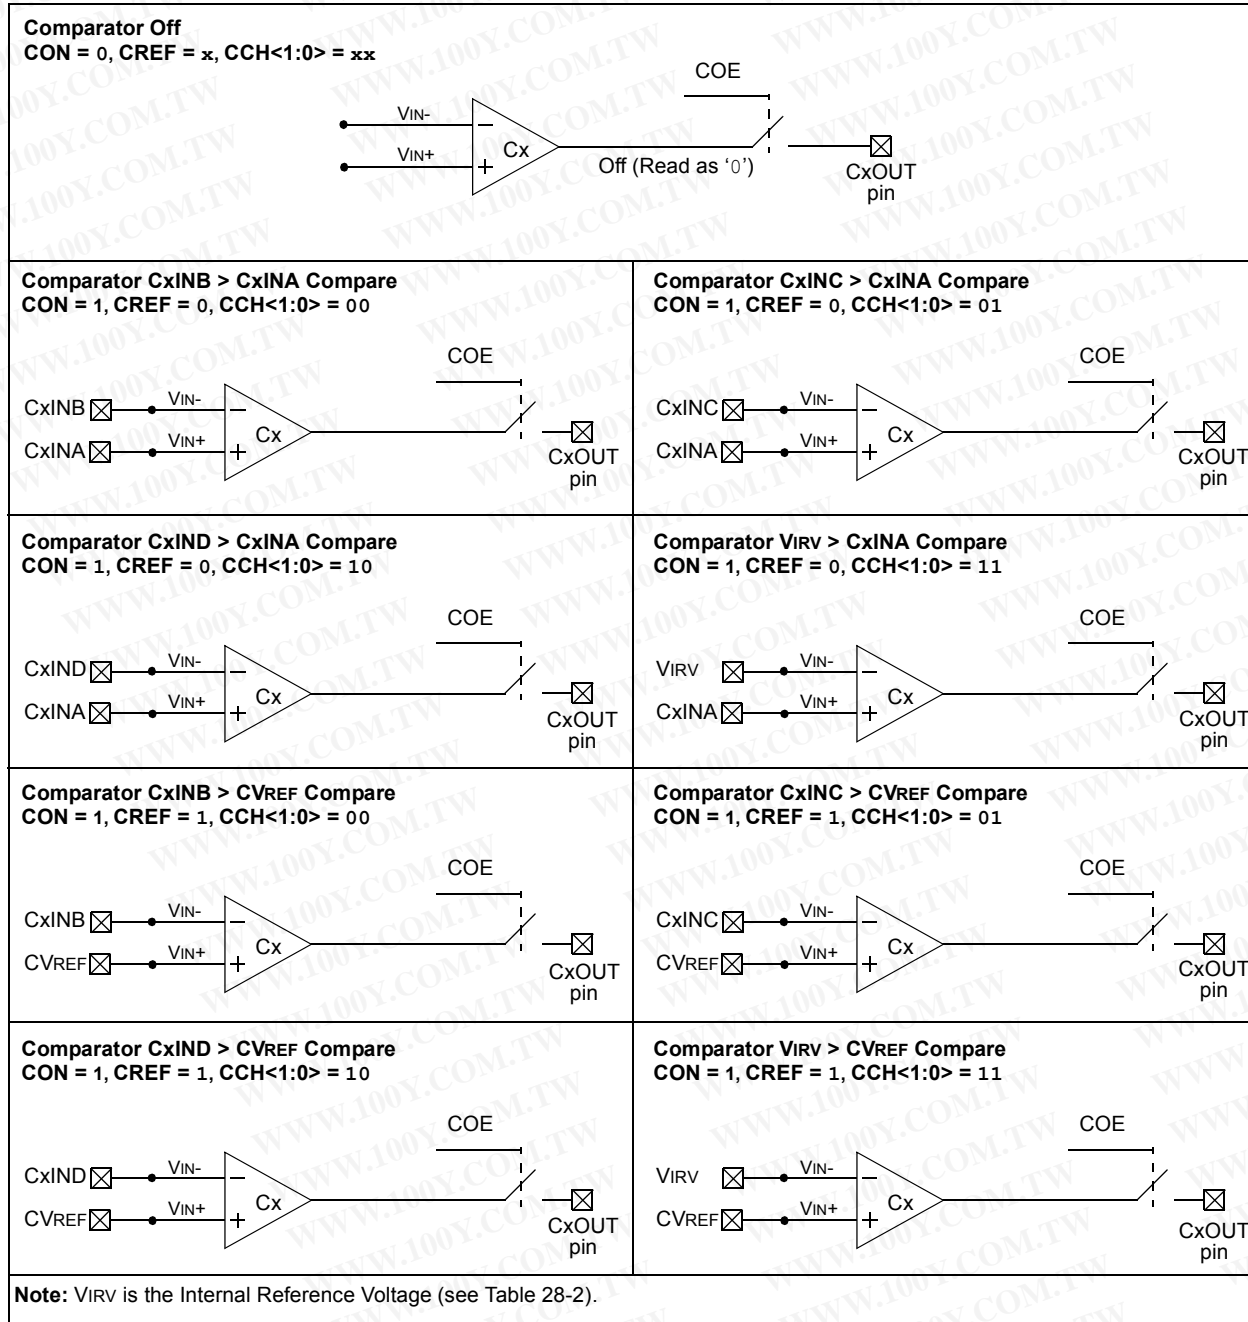 Comparator Off
CON = 0, CREF = x, CCH<1:0> = xx
COE
VIN-
VIN+
Cx
Off (Read as ‘0’)
CxOUT
pin
Comparator CxINB > CxINA Compare
CON = 1, CREF = 0, CCH<1:0> = 00
COE
CxINB
VIN-
CxINA
VIN+
Cx
CxOUT
pin
Comparator CxINC > CxINA Compare
CON = 1, CREF = 0, CCH<1:0> = 01
COE
CxINC
VIN-
CxINA
VIN+
Cx
CxOUT
pin
Comparator CxIND > CxINA Compare
CON = 1, CREF = 0, CCH<1:0> = 10
COE
CxIND
VIN-
CxINA
VIN+
Cx
CxOUT
pin
Comparator VIRV > CxINA Compare
CON = 1, CREF = 0, CCH<1:0> = 11
COE
VIRV
VIN-
CxINA
VIN+
Cx
CxOUT
pin
Comparator CxINB > CVREF Compare
CON = 1, CREF = 1, CCH<1:0> = 00
COE
CxINB
VIN-
CVREF
VIN+
Cx
CxOUT
pin
Comparator CxINC > CVREF Compare
CON = 1, CREF = 1, CCH<1:0> = 01
COE
CxINC
VIN-
CVREF
VIN+
Cx
CxOUT
pin
Comparator CxIND > CVREF Compare
CON = 1, CREF = 1, CCH<1:0> = 10
COE
CxIND
VIN-
CVREF
VIN+
Cx
CxOUT
pin
Comparator VIRV > CVREF Compare
CON = 1, CREF = 1, CCH<1:0> = 11
COE
VIRV
VIN-
CVREF
VIN+
Cx
CxOUT
pin
Note: VIRV is the Internal Reference Voltage (see Table 28-2).
WWW.100Y.COM.TW